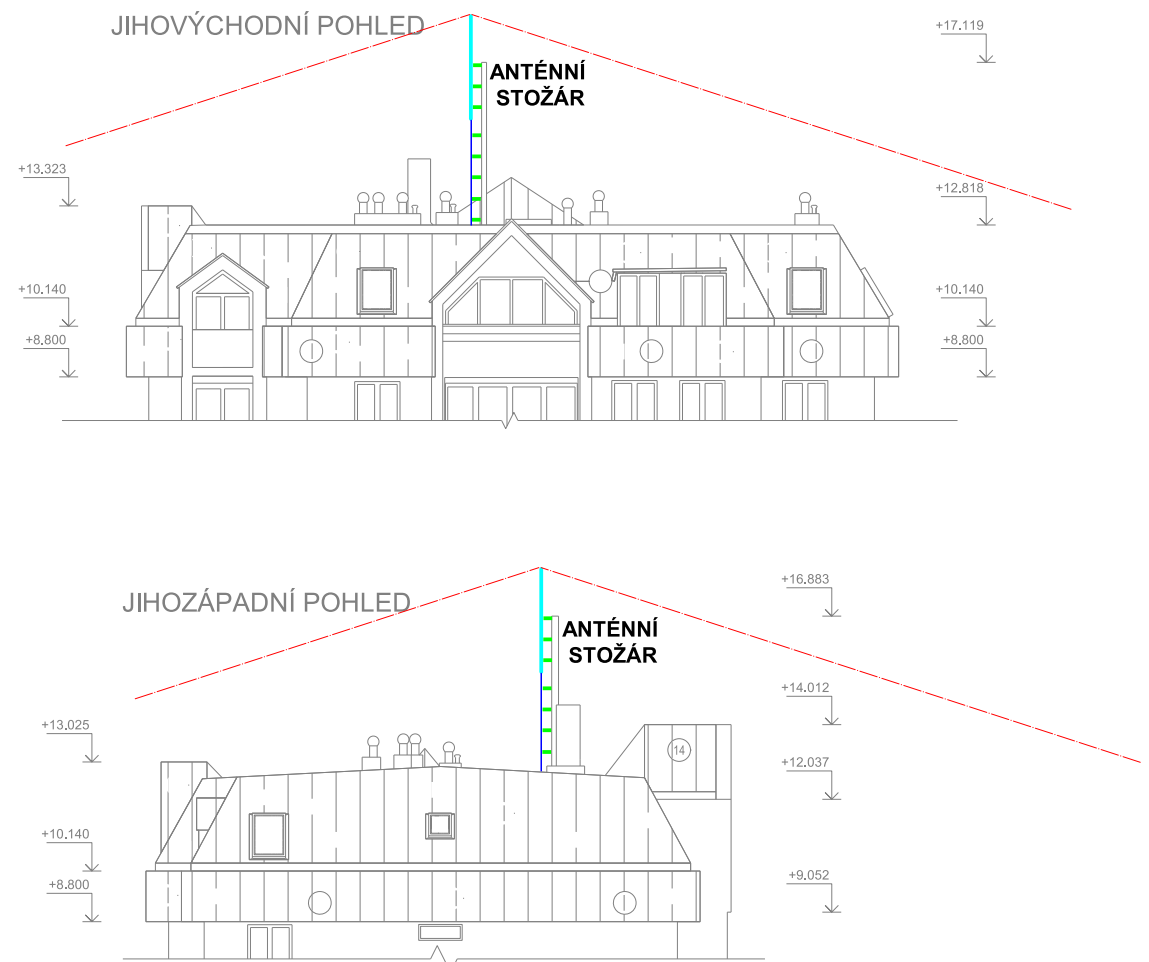 JIHOVÝCHODNÍ POHLED
+17.119
ANTÉNNÍ
STOŽÁR
+13.323
+12.818
+10.140
+10.140
+8.800
+8.800
+16.883
JIHOZÁPADNÍ POHLED
ANTÉNNÍ
STOŽÁR
+14.012
+13.025
14
+12.037
+10.140
+9.052
+8.800